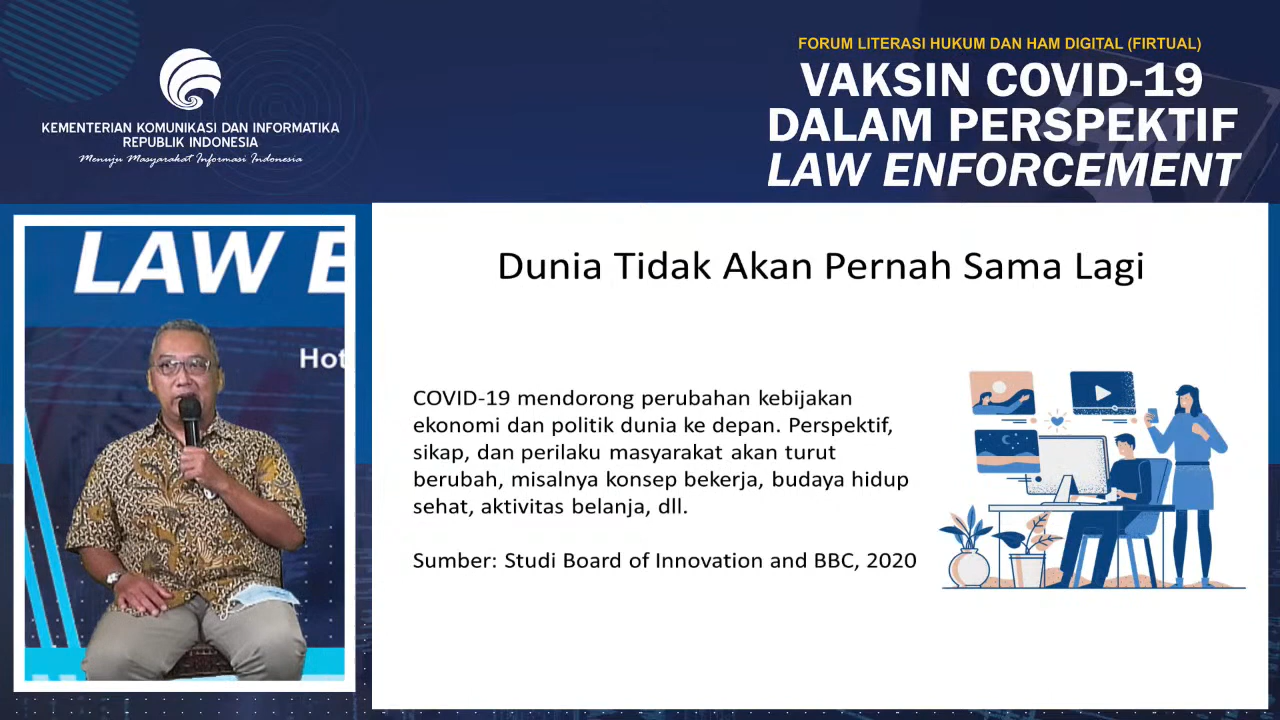 KEMENTERIAN KOMUNIKASI DAN INFORMATIKA
REPUBLIK INDONESIA
Menuju Masyarakat Informasi Indonesia
FORUM LITERASI HUKUM DAN HAM DIGITAL (FIRTUAL)
VAKSIN COVID-19
DALAM PERSPEKTIF
LAW ENFORCEMENT
LAW E
Hot
Dunia Tidak Akan Pernah Sama Lagi
COVID-19 mendorong perubahan kebijakan
ekonomi dan politik dunia ke depan. Perspektif,
sikap, dan perilaku masyarakat akan turut
berubah, misalnya konsep bekerja, budaya hidup
sehat, aktivitas belanja, dll.
Sumber: Studi Board of Innovation and BBC, 2020